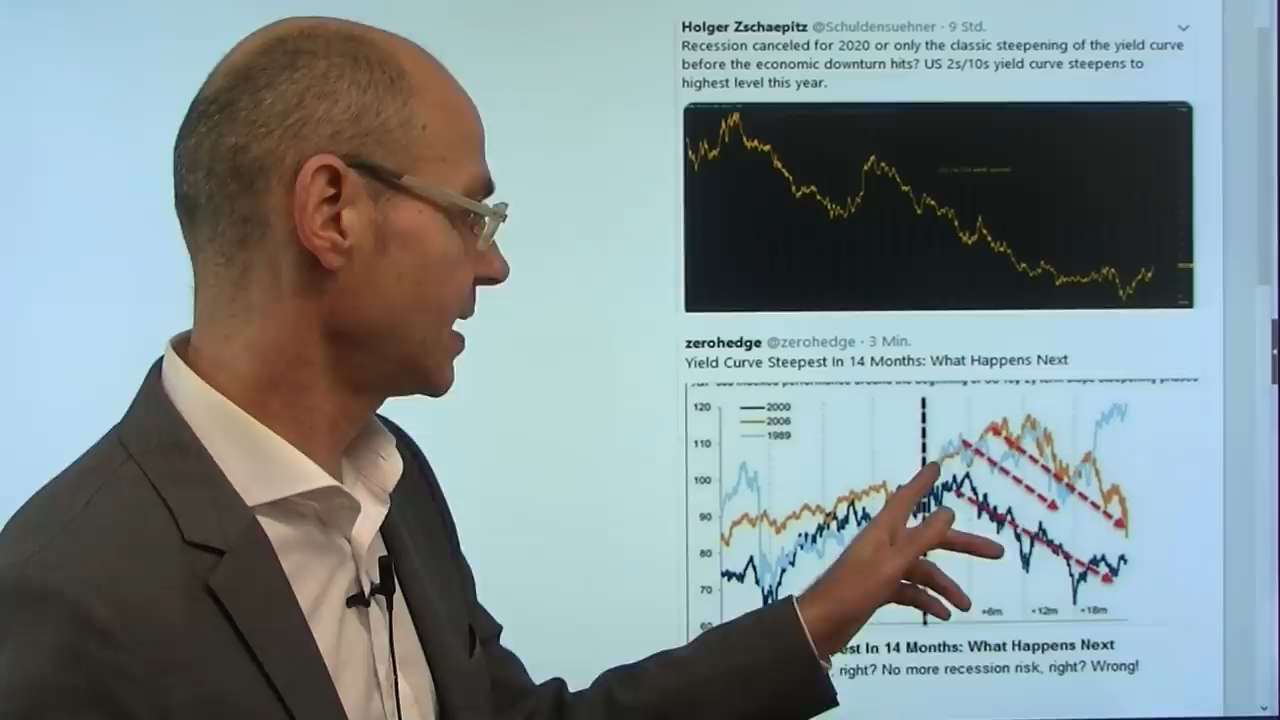 Holger Zschaepitz @Schuldensuehner · 9 Std.
Recession canceled for 2020 or only the classic steepening of the yield curve
before the economic downturn hits? US 2s/10s yield curve steepens to
highest level this year.
zerohedge @zerohedge · 3 Min.
Yield Curve Steepest In 14 Months: What Happens Next
120
2000
2006
1989
110
100
90
80
70
+6m +12m +18m
est In 14 Months: What Happens Next
right? No more recession risk, right? Wrong!